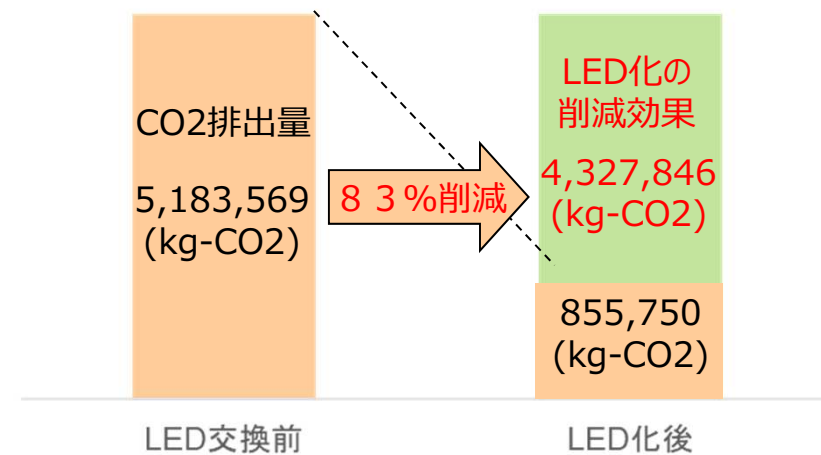 CO2排出量
5,183,569
(kg-CO2)
８３%削減
LED化の
削減効果
4,327,846
(kg-CO2)
855,750
(kg-CO2)
LED交換前
LED化後